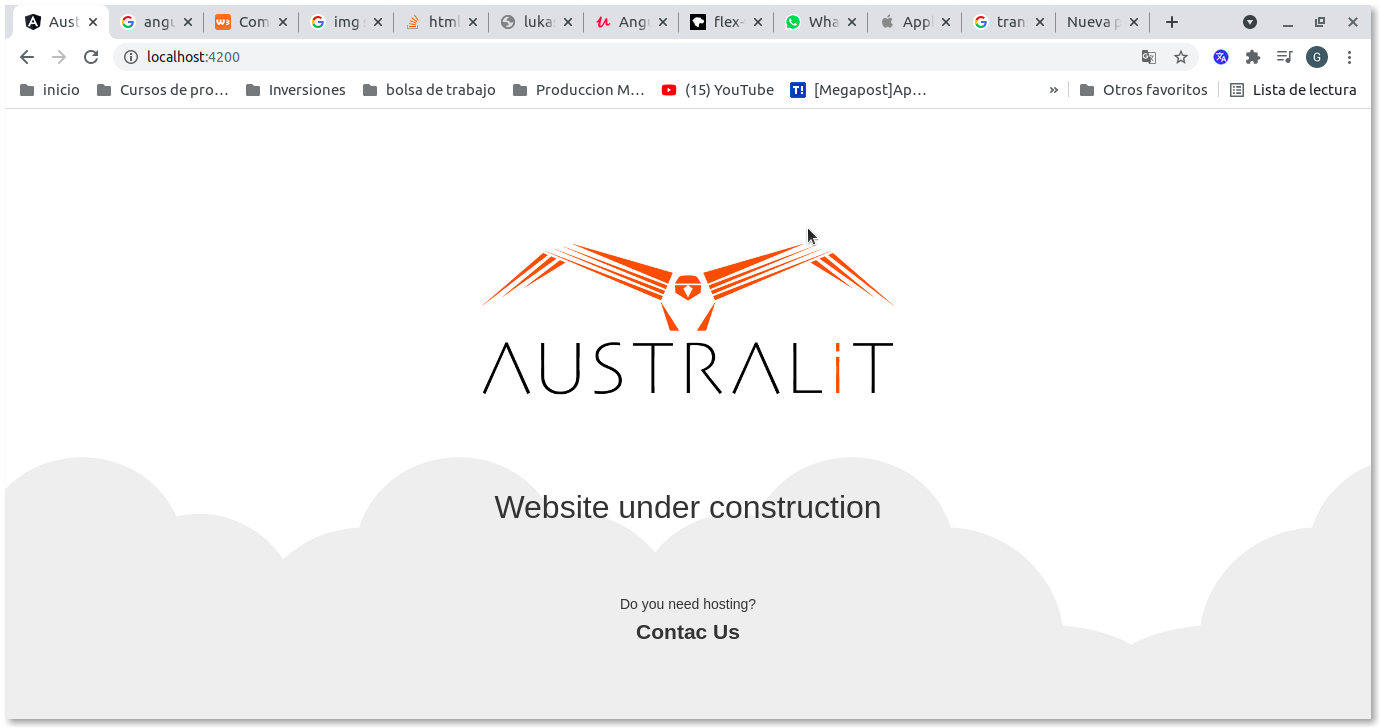 Aust
angu
W3 Com
img
html
luka
u Angu
flex-
Wha
Appl
tran
Nueva p
localhost:4200
G
inicio
Cursos de pro…
Inversiones
bolsa de trabajo
Produccion M…
(15) YouTube
T! [Megapost]Ap…
»
Otros favoritos
Lista de lectura
AUSTRALiT
Website under construction
Do you need hosting?
Contac Us